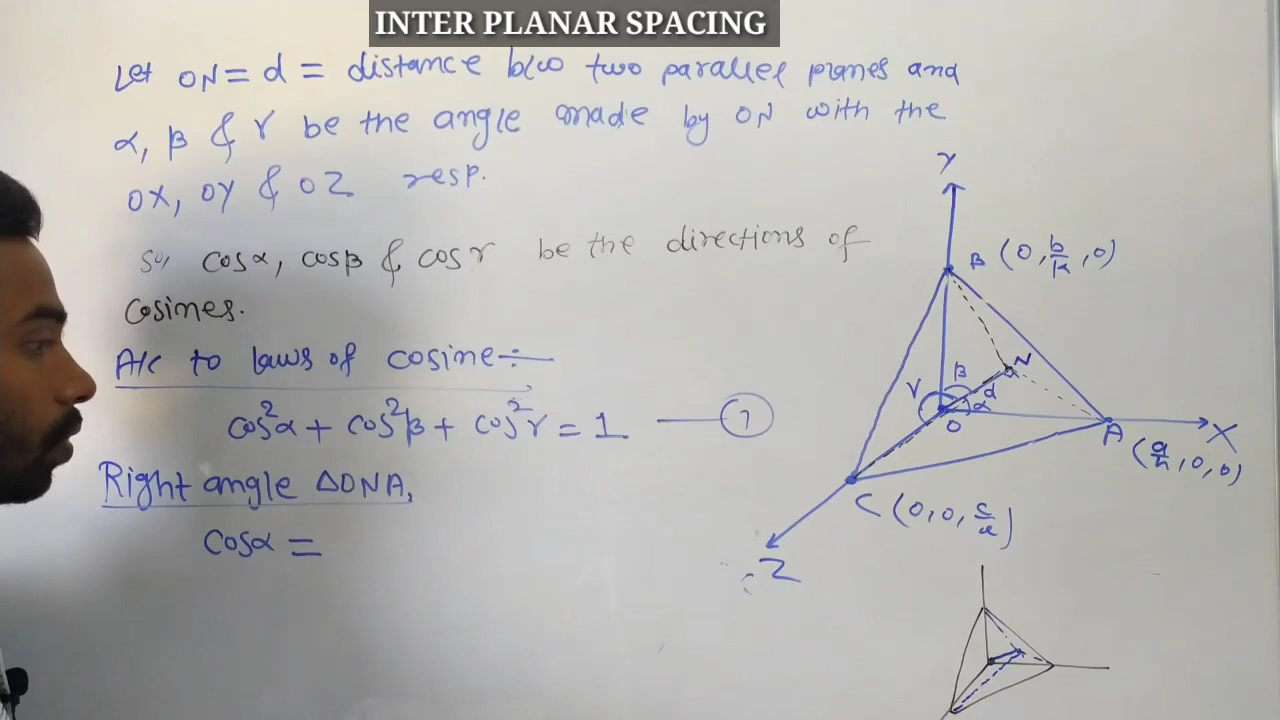 INTER PLANAR SPACING
Let ON = d = distance b/w two parallel planes and
α, β & γ be the angle made by ON with the
OX, OY & OZ resp.
So, cosα, cosβ & cosγ be the directions of
cosines.
A/c to laws of cosine ÷
cos²α + cos²β + cos²γ = 1 — 1
Right angle ΔONA,
cosα =
Y
B (0, b/k, 0)
N
β
γ
d
α
O
A
X
(a/h, 0, 0)
C (0, 0, c/l)
Z